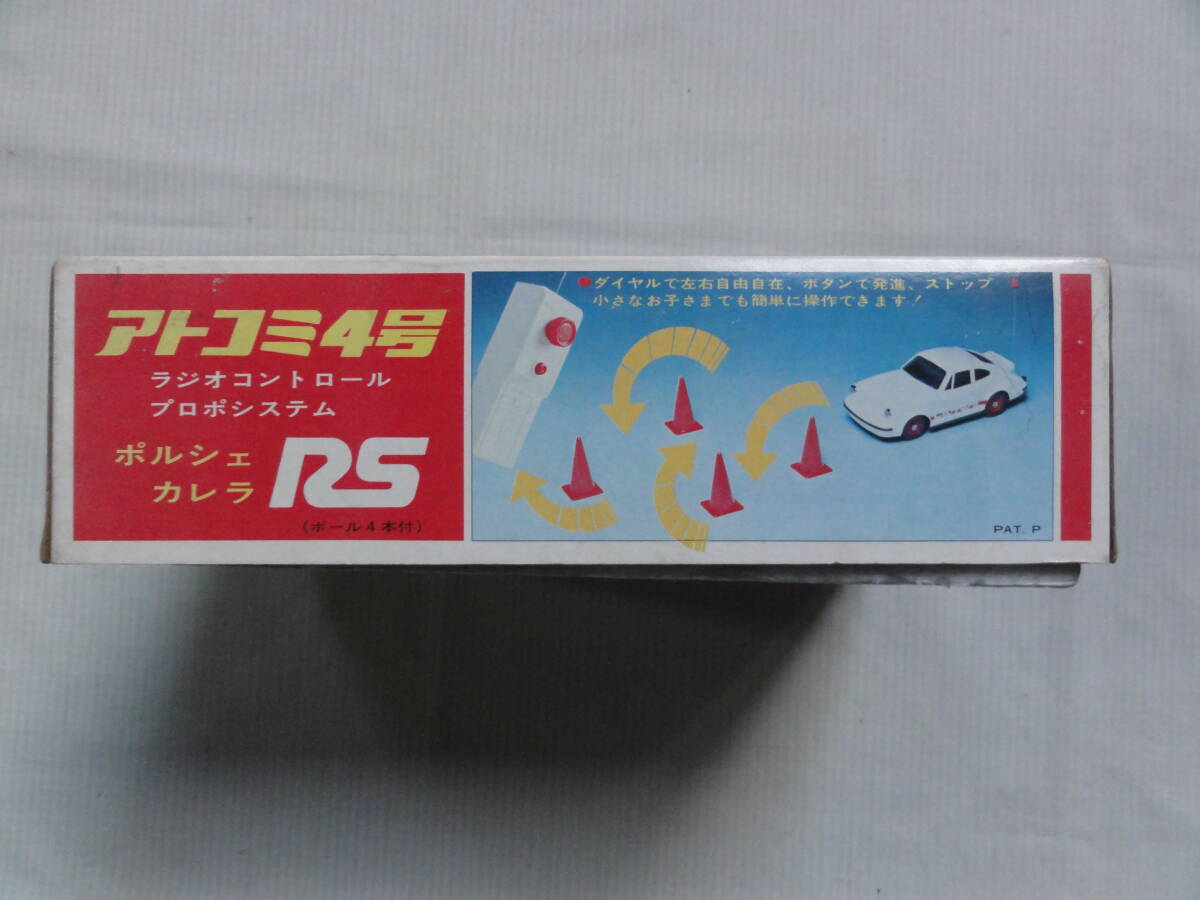 アトコミ4号
ラジオコントロール
プロポシステム
ポルシェ
カレラ
RS
(ポール4本付)
●ダイヤルで左右自由自在、ボタンで発進、ストップ
小さなお子さまでも簡単に操作できます!
PAT. P